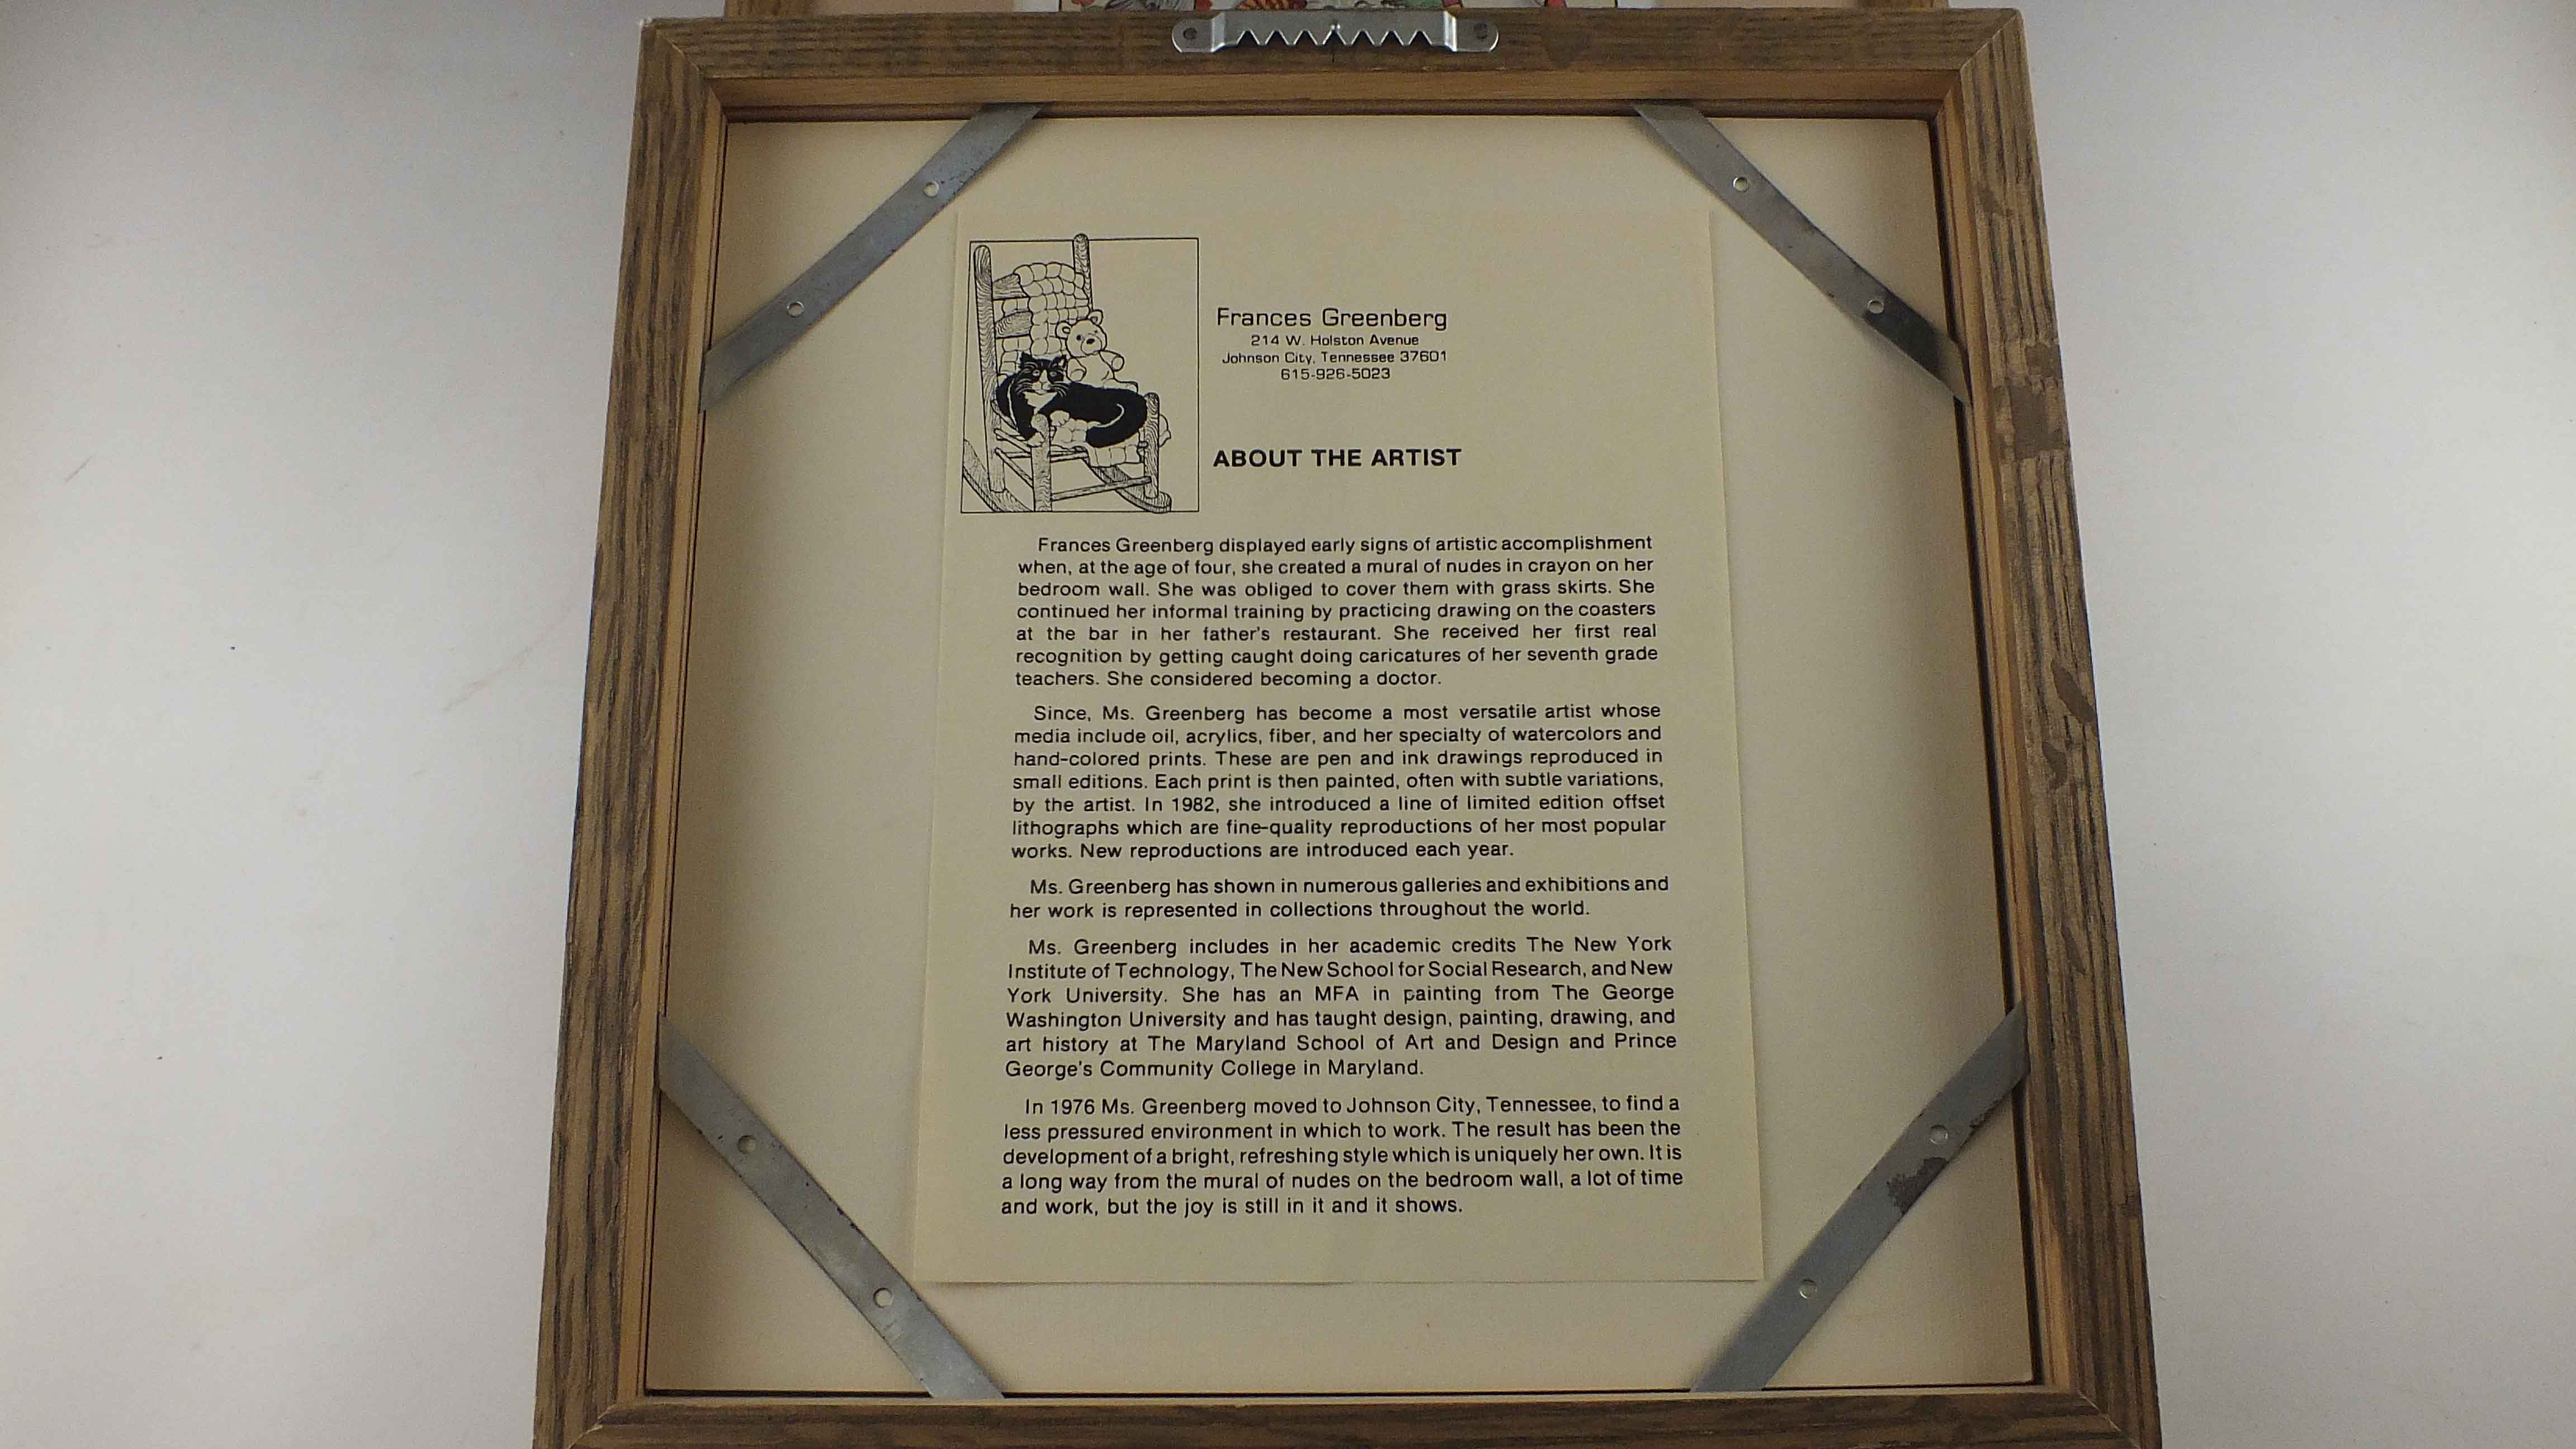 Frances Greenberg
214 W. Holston Avenue
Johnson City, Tennessee 37601
615-926-5023
ABOUT THE ARTIST
Frances Greenberg displayed early signs of artistic accomplishment
when, at the age of four, she created a mural of nudes in crayon on her
bedroom wall. She was obliged to cover them with grass skirts. She
continued her informal training by practicing drawing on the coasters
at the bar in her father's restaurant. She received her first real
recognition by getting caught doing caricatures of her seventh grade
teachers. She considered becoming a doctor.
Since, Ms. Greenberg has become a most versatile artist whose
media include oil, acrylics, fiber, and her specialty of watercolors and
hand-colored prints. These are pen and ink drawings reproduced in
small editions. Each print is then painted, often with subtle variations,
by the artist. In 1982, she introduced a line of limited edition offset
lithographs which are fine-quality reproductions of her most popular
works. New reproductions are introduced each year.
Ms. Greenberg has shown in numerous galleries and exhibitions and
her work is represented in collections throughout the world.
Ms. Greenberg includes in her academic credits The New York
Institute of Technology, The New School for Social Research, and New
York University. She has an MFA in painting from The George
Washington University and has taught design, painting, drawing, and
art history at The Maryland School of Art and Design and Prince
George's Community College in Maryland.
In 1976 Ms. Greenberg moved to Johnson City, Tennessee, to find a
less pressured environment in which to work. The result has been the
development of a bright, refreshing style which is uniquely her own. It is
a long way from the mural of nudes on the bedroom wall, a lot of time
and work, but the joy is still in it and it shows.